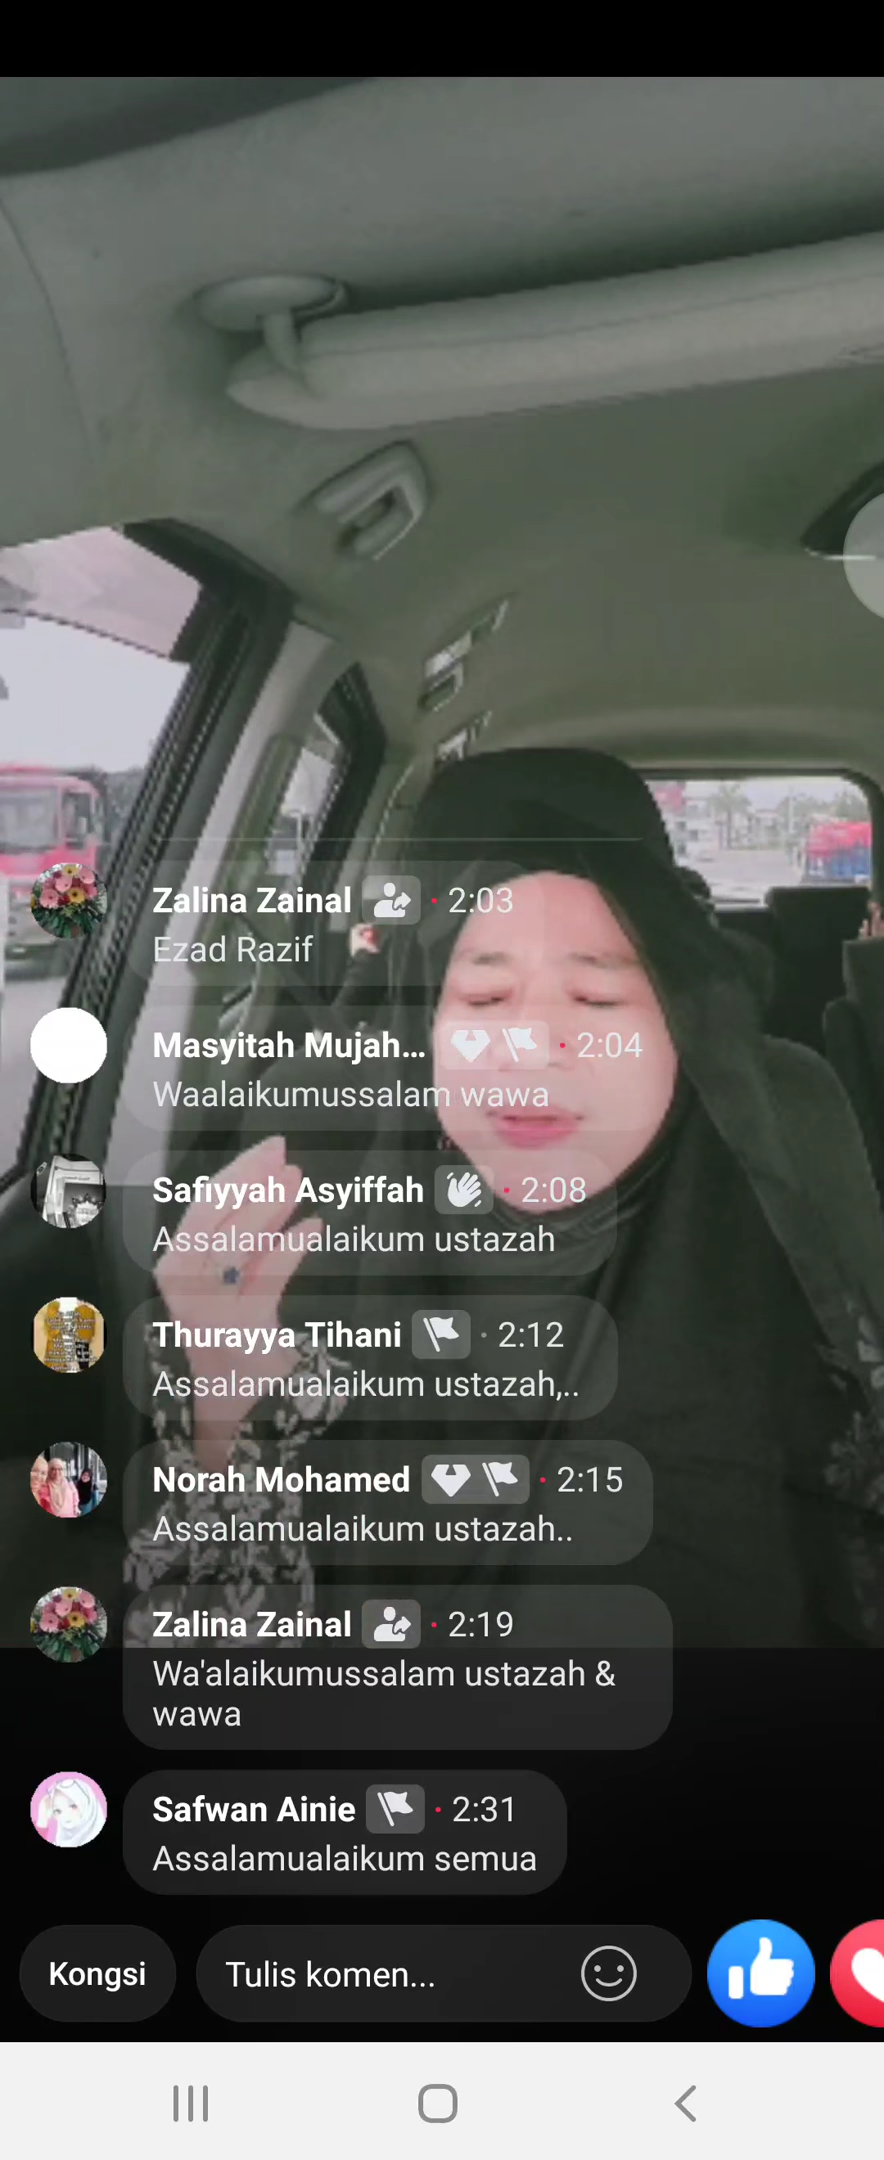 Zalina Zainal · 2:03
Ezad Razif
Masyitah Mujah... · 2:04
Waalaikumussalam wawa
Safiyyah Asyiffah · 2:08
Assalamualaikum ustazah
Thurayya Tihani · 2:12
Assalamualaikum ustazah,..
Norah Mohamed · 2:15
Assalamualaikum ustazah..
Zalina Zainal · 2:19
Wa'alaikumussalam ustazah &
wawa
Safwan Ainie · 2:31
Assalamualaikum semua
Kongsi
Tulis komen...